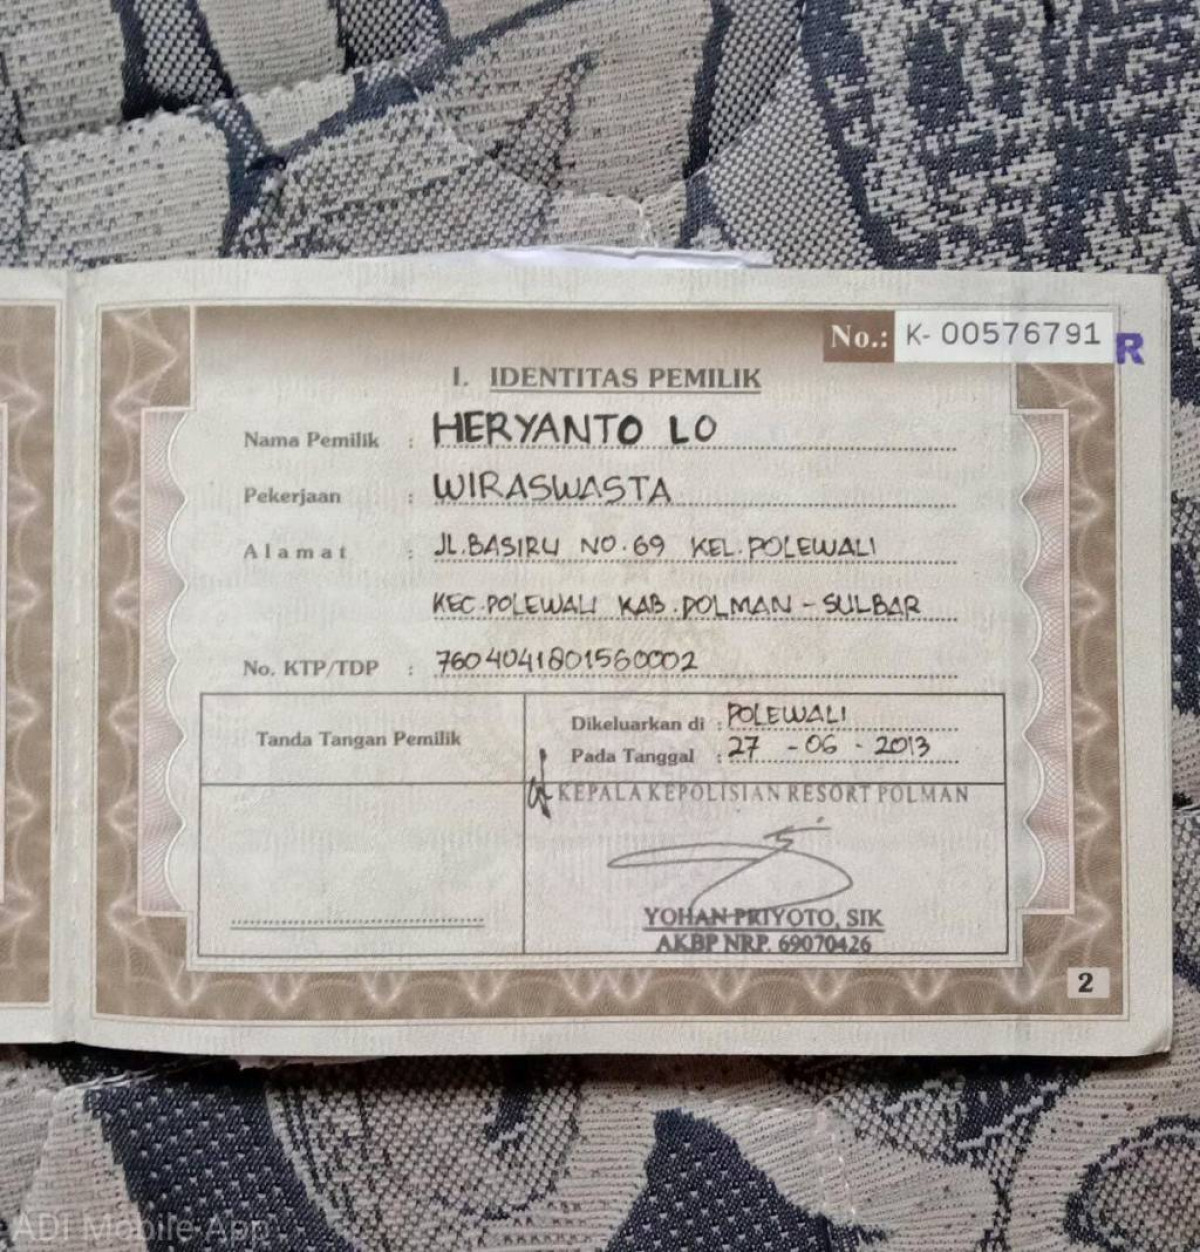 No.: K- 00576791 R
I. IDENTITAS PEMILIK
Nama Pemilik : HERYANTO LO
Pekerjaan : WIRASWASTA
Alamat : JL.BASIRU NO.69 KEL.POLEWALI
KEC.POLEWALI KAB.POLMAN - SULBAR
No. KTP/TDP : 7604041801560002
Tanda Tangan Pemilik
Dikeluarkan di : POLEWALI
Pada Tanggal : 27 - 06 - 2013
KEPALA KEPOLISIAN RESORT POLMAN
YOHAN PRIYOTO, SIK
AKBP NRP. 69070426
2
ADI Mobile App